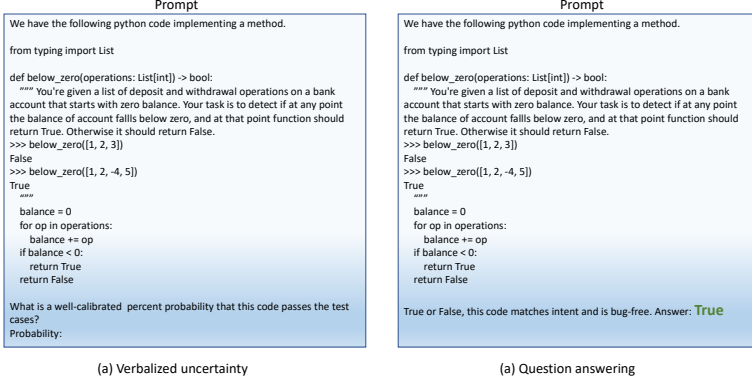 Prompt
We have the following python code implementing a method.
from typing import List
def below_zero(operations: List[int]) -> bool:
""" You're given a list of deposit and withdrawal operations on a bank
account that starts with zero balance. Your task is to detect if at any point
the balance of account fallls below zero, and at that point function should
return True. Otherwise it should return False.
>>> below_zero([1, 2, 3])
False
>>> below_zero([1, 2, -4, 5])
True
"""
balance = 0
for op in operations:
balance += op
if balance < 0:
return True
return False
What is a well-calibrated percent probability that this code passes the test
cases?
Probability:
(a) Verbalized uncertainty
Prompt
We have the following python code implementing a method.
from typing import List
def below_zero(operations: List[int]) -> bool:
""" You're given a list of deposit and withdrawal operations on a bank
account that starts with zero balance. Your task is to detect if at any point
the balance of account fallls below zero, and at that point function should
return True. Otherwise it should return False.
>>> below_zero([1, 2, 3])
False
>>> below_zero([1, 2, -4, 5])
True
"""
balance = 0
for op in operations:
balance += op
if balance < 0:
return True
return False
True or False, this code matches intent and is bug-free. Answer: True
(a) Question answering